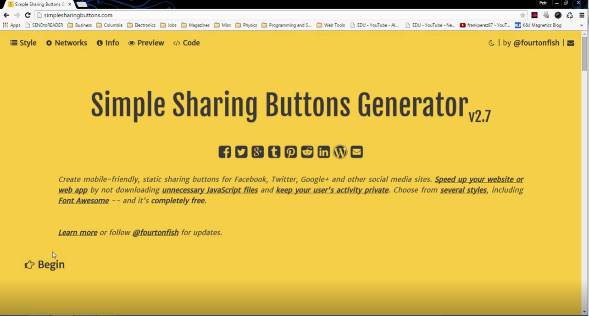 Simple Sharing Buttons G
Petr
simplesharingbuttons.com
Apps SENDtoREADER Business Columbia Electronics Jobs Magazines Misc Physics Programming and S... Web Tools EDU - YouTube - Al... EDU - YouTube - Ne... frankpenez87 - YouT... K&J Magnetics Blog
Style Networks Info Preview </> Code | by @fourtonfish |
Simple Sharing Buttons Generator v2.7
Create mobile-friendly, static sharing buttons for Facebook, Twitter, Google+ and other social media sites. Speed up your website or
web app by not downloading unnecessary JavaScript files and keep your user's activity private. Choose from several styles, including
Font Awesome -- and it's completely free.
Learn more or follow @fourtonfish for updates.
Begin